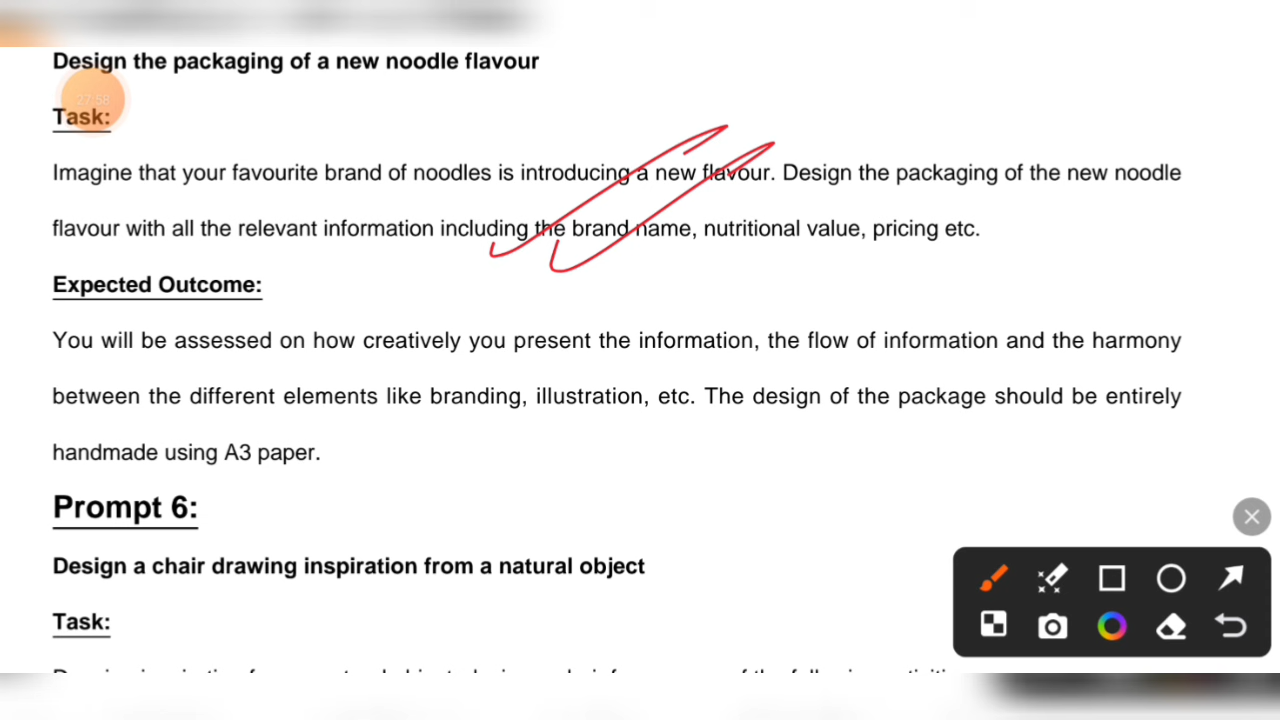 Design the packaging of a new noodle flavour
27:58
Task:
Imagine that your favourite brand of noodles is introducing a new flavour. Design the packaging of the new noodle
flavour with all the relevant information including the brand name, nutritional value, pricing etc.
Expected Outcome:
You will be assessed on how creatively you present the information, the flow of information and the harmony
between the different elements like branding, illustration, etc. The design of the package should be entirely
handmade using A3 paper.
Prompt 6:
Design a chair drawing inspiration from a natural object
Task: